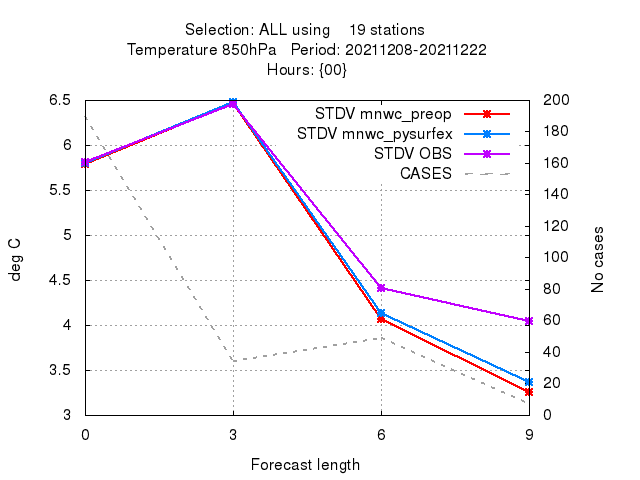 Selection: ALL using    19 stations
Temperature 850hPa   Period: 20211208-20211222
Hours: {00}
STDV mnwc_preop
STDV mnwc_pysurfex
STDV OBS
CASES
6.5
6
5.5
5
4.5
4
3.5
3
200
180
160
140
120
100
80
60
40
20
0
deg C
No cases
0 3 6 9
Forecast length